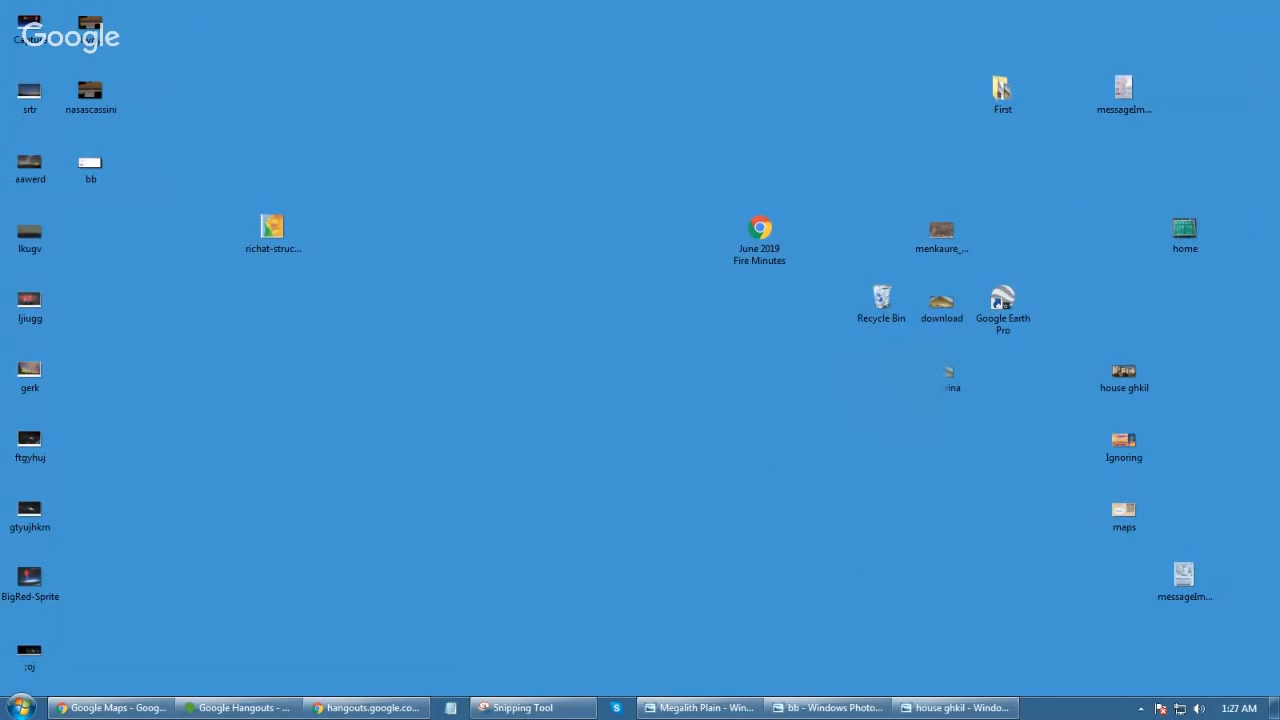 Google
srtr
nasascassini
First
messageIm...
aawerd
bb
lkugv
richat-struc...
June 2019
Fire Minutes
menkaure_...
home
ljiugg
Recycle Bin
download
Google Earth
Pro
gerk
rina
house ghkil
ftgyhuj
Ignoring
gtyujhkm
maps
BigRed-Sprite
messageIm...
;oj
Google Maps - Goog...
Google Hangouts - ...
hangouts.google.co...
Snipping Tool
Megalith Plain - Win...
bb - Windows Photo...
house ghkil - Windo...
1:27 AM